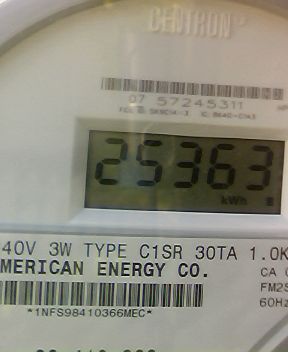 CENTRON
07 57245311
25363
kWh
40V 3W TYPE C1SR 30TA 1.0K
MERICAN ENERGY CO.
CA
FM2S
60Hz
*1NFS98410366MEC*